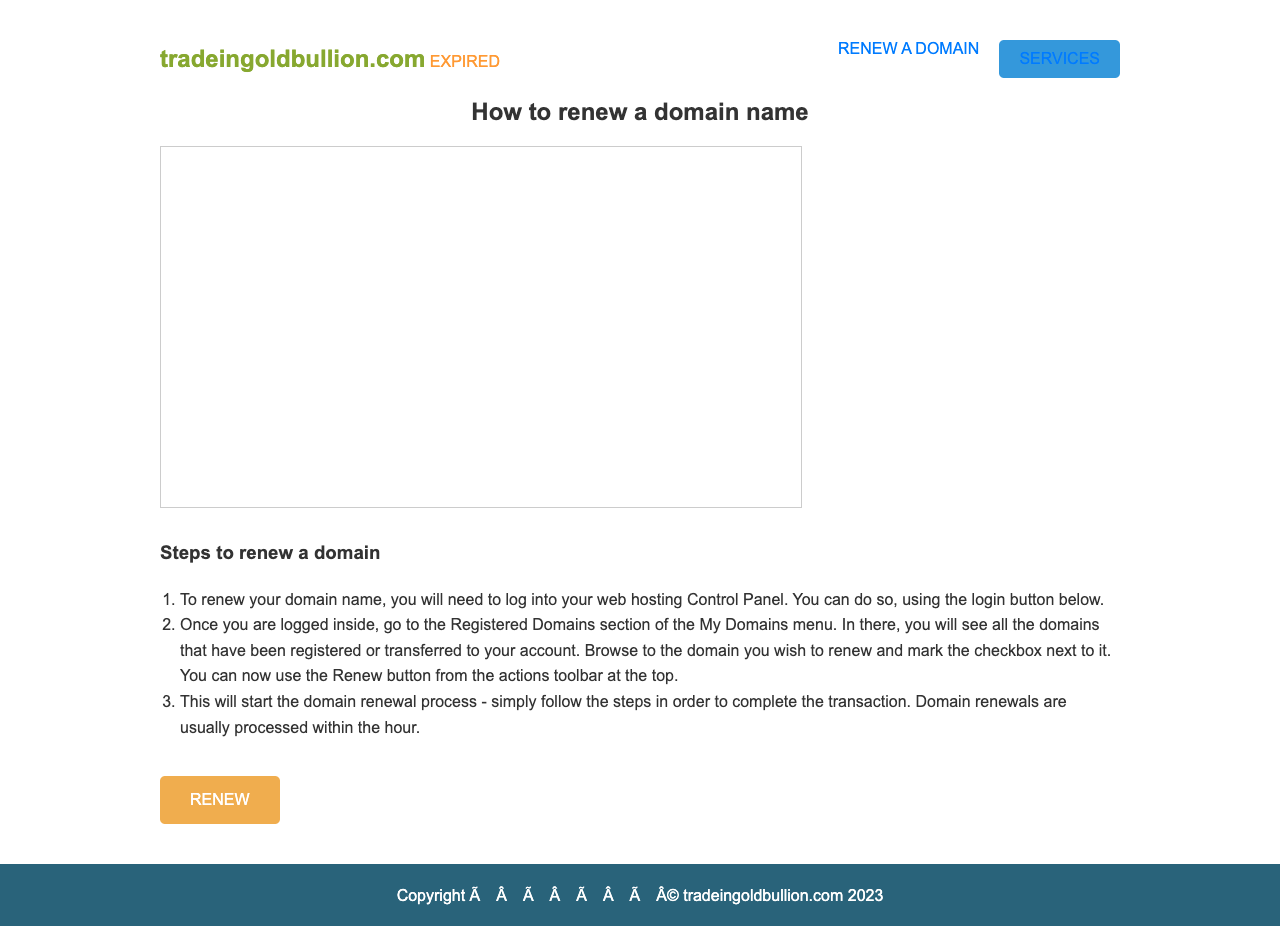 tradeingoldbullion.com EXPIRED
RENEW A DOMAIN
SERVICES
How to renew a domain name
Steps to renew a domain
1. To renew your domain name, you will need to log into your web hosting Control Panel. You can do so, using the login button below.
2. Once you are logged inside, go to the Registered Domains section of the My Domains menu. In there, you will see all the domains
that have been registered or transferred to your account. Browse to the domain you wish to renew and mark the checkbox next to it.
You can now use the Renew button from the actions toolbar at the top.
3. This will start the domain renewal process - simply follow the steps in order to complete the transaction. Domain renewals are
usually processed within the hour.
RENEW
Copyright Ã Â Ã Â Ã Â Ã Â© tradeingoldbullion.com 2023